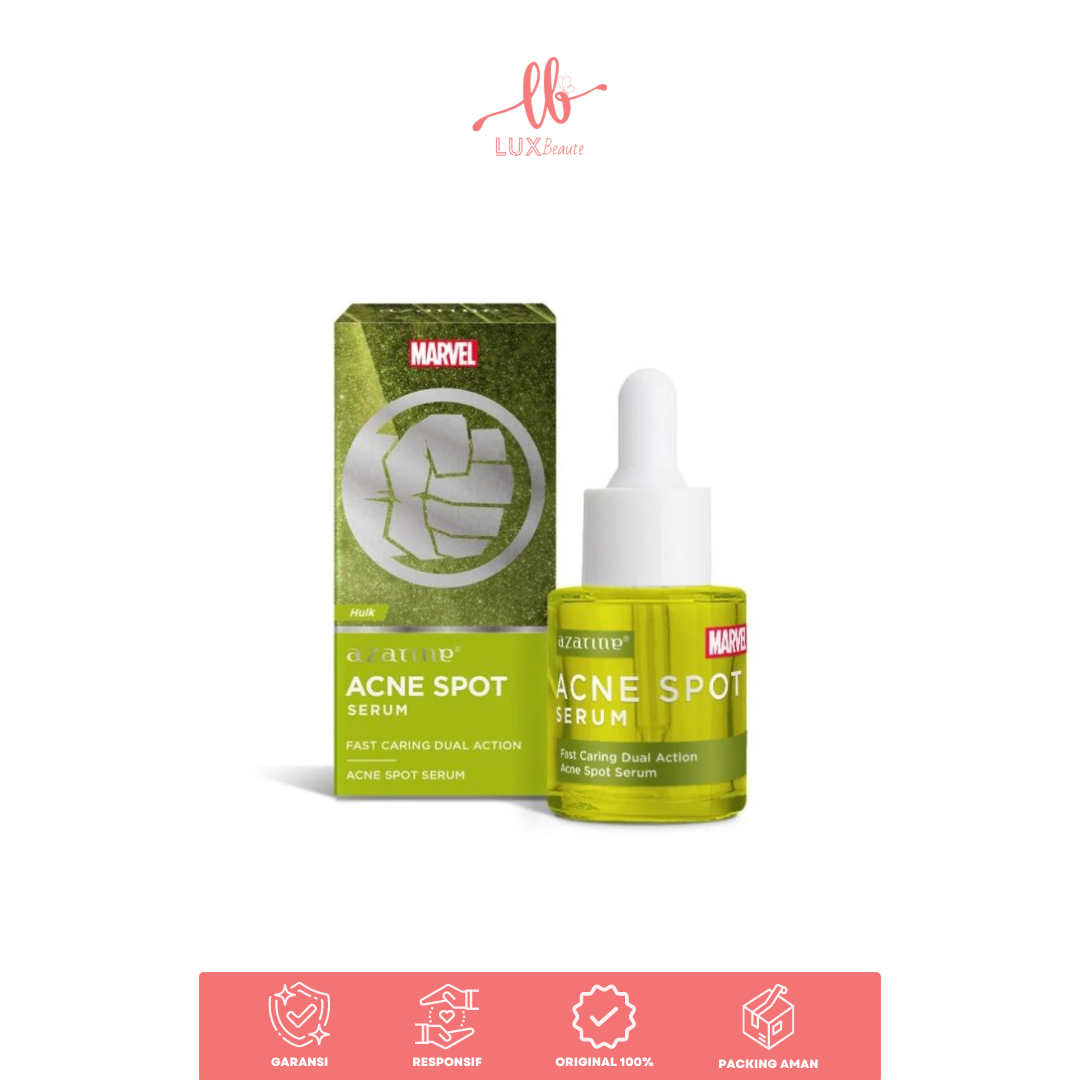 lb
LUX Beaute
azarine
MARVEL
Hulk
azarine®
ACNE SPOT
SERUM
FAST CARING DUAL ACTION
ACNE SPOT SERUM
azarine®
MARVEL
ACNE SPOT
SERUM
Fast Caring Dual Action
Acne Spot Serum
GARANSI
RESPONSIF
ORIGINAL 100%
PACKING AMAN